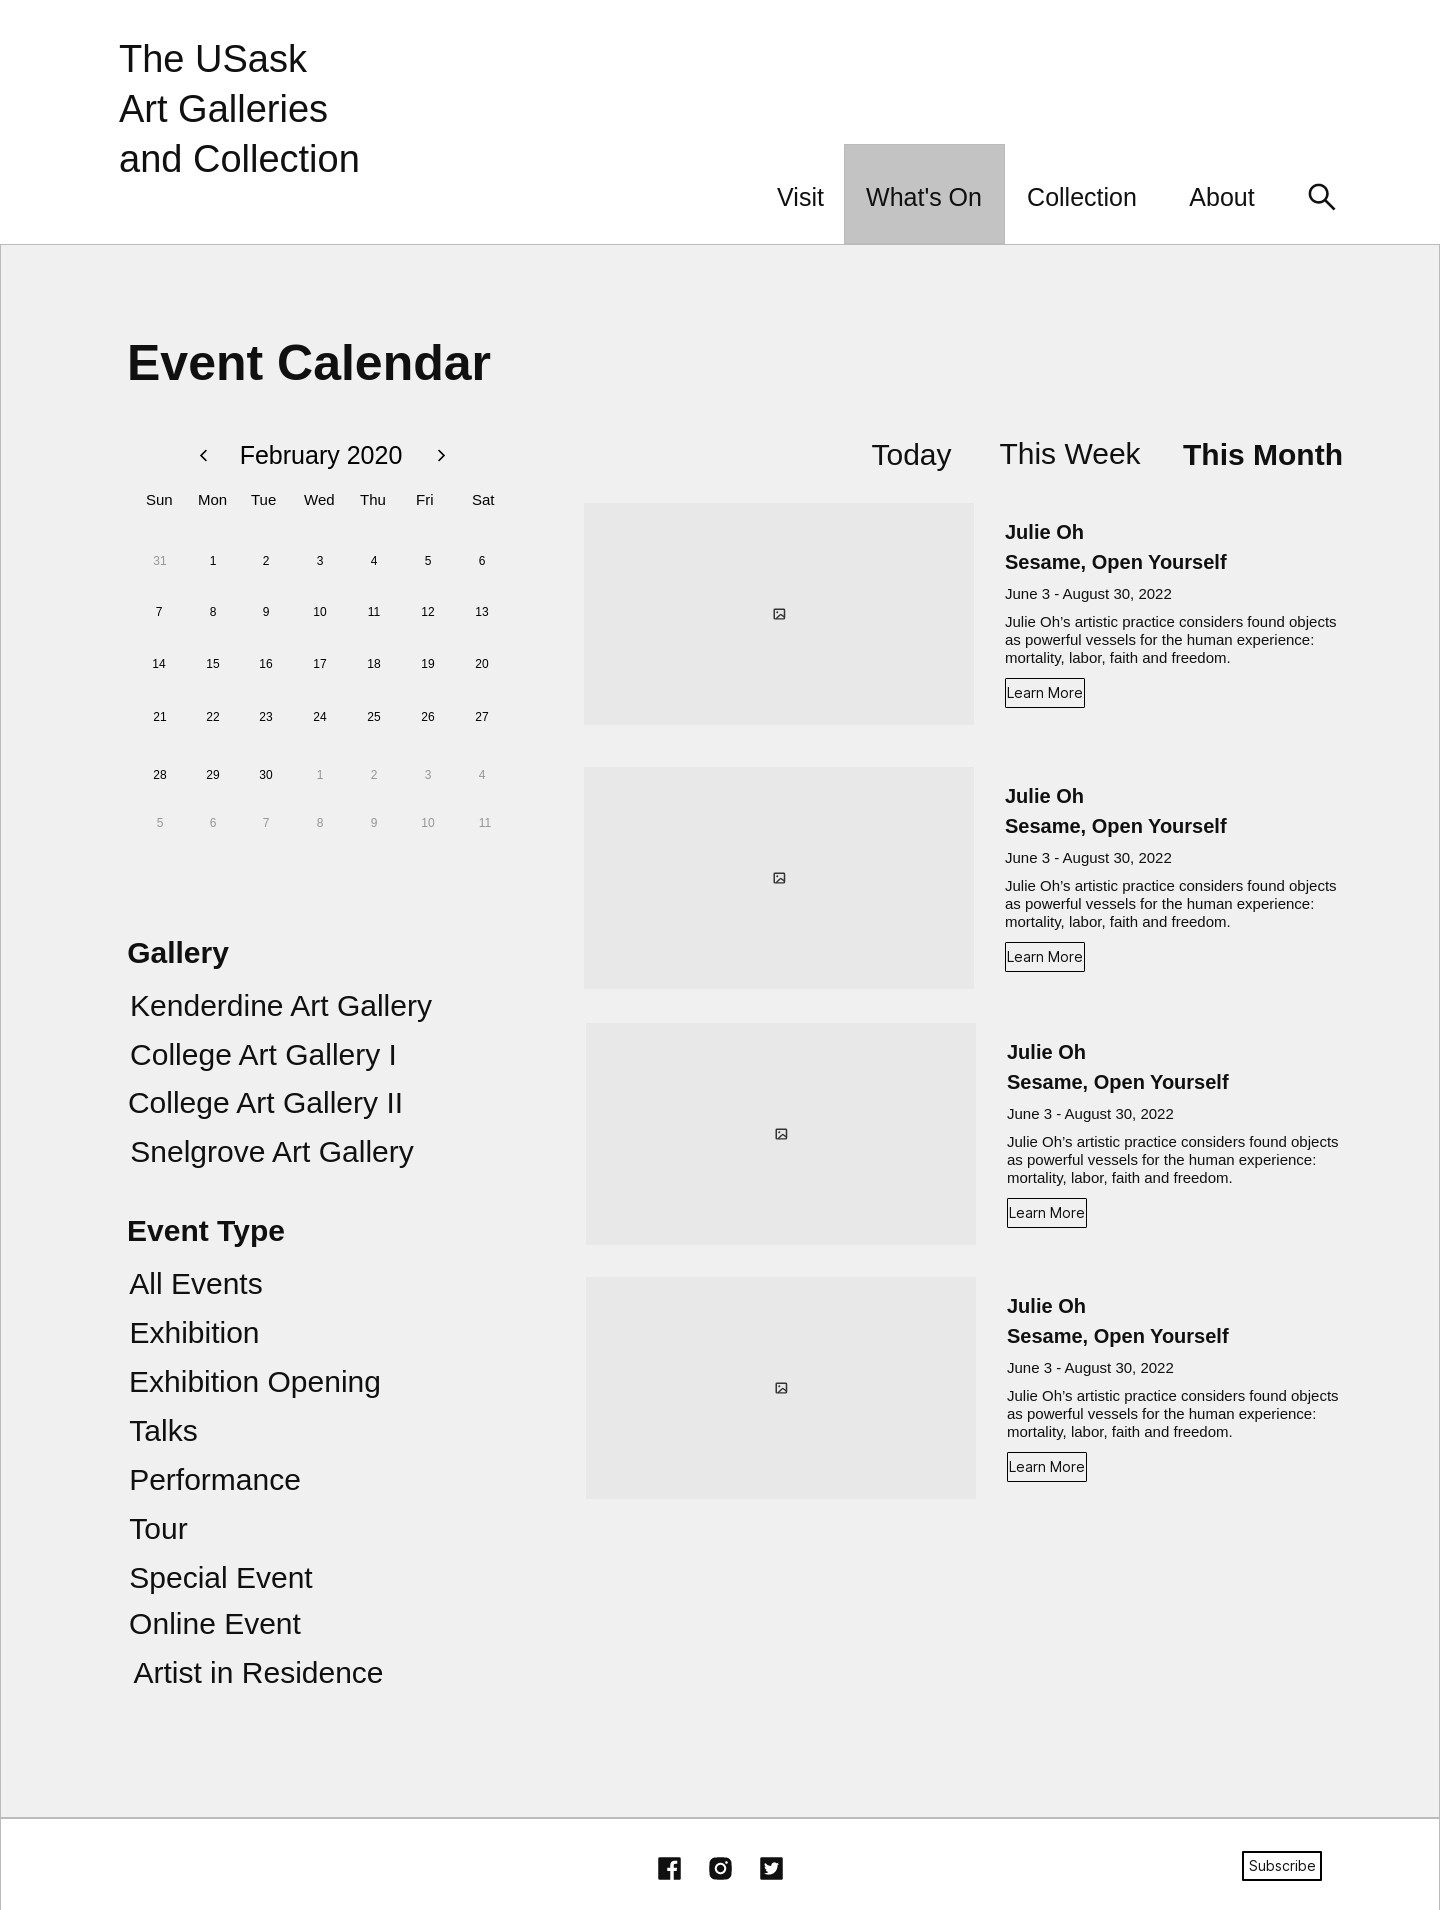 The USask
Art Galleries
and Collection
Visit What's On Collection About
Event Calendar
February 2020
Sun Mon Tue Wed Thu Fri Sat
31 1 2 3 4 5 6
7 8 9 10 11 12 13
14 15 16 17 18 19 20
21 22 23 24 25 26 27
28 29 30 1 2 3 4
5 6 7 8 9 10 11
Gallery
Kenderdine Art Gallery
College Art Gallery I
College Art Gallery II
Snelgrove Art Gallery
Event Type
All Events
Exhibition
Exhibition Opening
Talks
Performance
Tour
Special Event
Online Event
Artist in Residence
Today This Week This Month
Julie Oh
Sesame, Open Yourself
June 3 - August 30, 2022
Julie Oh’s artistic practice considers found objects
as powerful vessels for the human experience:
mortality, labor, faith and freedom.
Learn More
Julie Oh
Sesame, Open Yourself
June 3 - August 30, 2022
Julie Oh’s artistic practice considers found objects
as powerful vessels for the human experience:
mortality, labor, faith and freedom.
Learn More
Julie Oh
Sesame, Open Yourself
June 3 - August 30, 2022
Julie Oh’s artistic practice considers found objects
as powerful vessels for the human experience:
mortality, labor, faith and freedom.
Learn More
Julie Oh
Sesame, Open Yourself
June 3 - August 30, 2022
Julie Oh’s artistic practice considers found objects
as powerful vessels for the human experience:
mortality, labor, faith and freedom.
Learn More
Subscribe